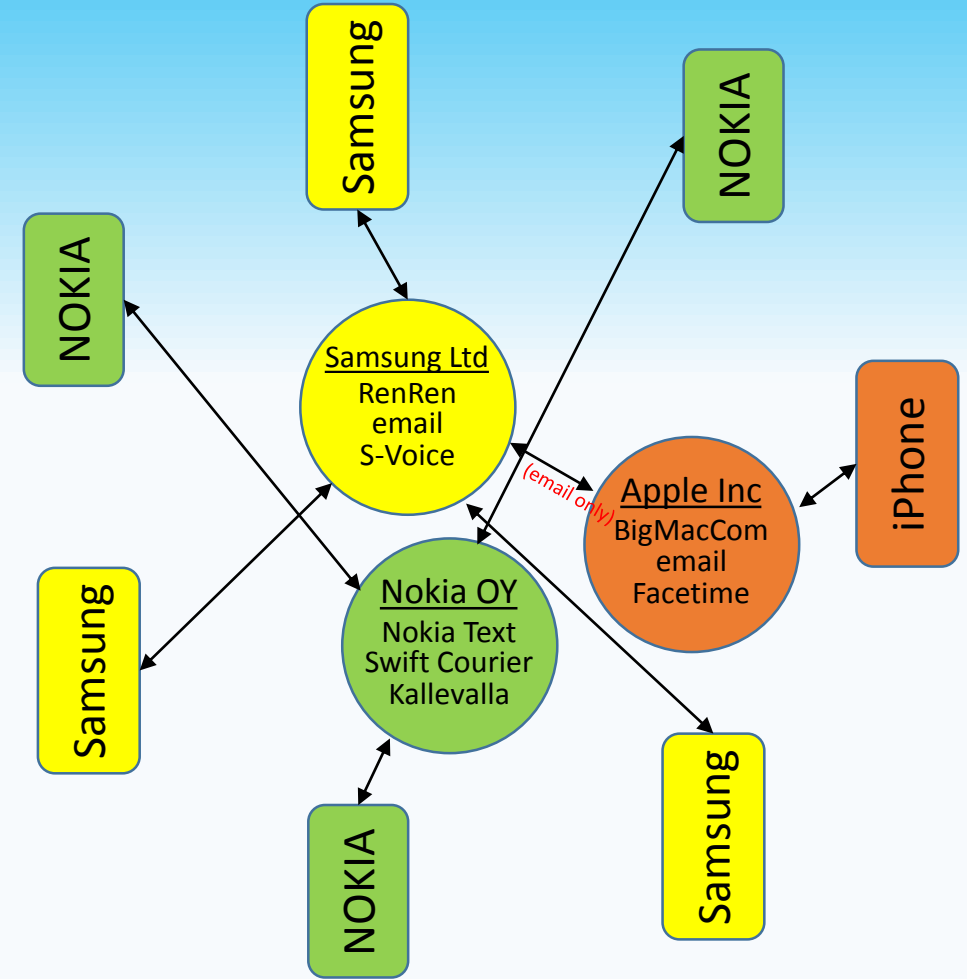 Samsung
NOKIA
NOKIA
Samsung Ltd
RenRen
email
S-Voice
(email only)
Apple Inc
BigMacCom
email
Facetime
iPhone
Nokia OY
Nokia Text
Swift Courier
Kallevalla
Samsung
Samsung
NOKIA